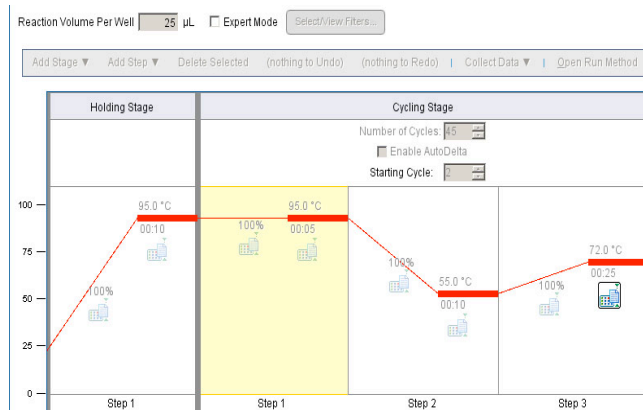 Reaction Volume Per Well 25 µL Expert Mode Select/View Filters...
Add Stage ▼ Add Step ▼ Delete Selected (nothing to Undo) (nothing to Redo) | Collect Data ▼ | Open Run Method
Holding Stage Cycling Stage
Number of Cycles: 45
Enable AutoDelta
Starting Cycle: 2
100 95.0 °C 95.0 °C
00:10 100% 00:05
75 72.0 °C
100% 55.0 °C 00:25
50 100% 00:10 100%
25
0
Step 1 Step 1 Step 2 Step 3